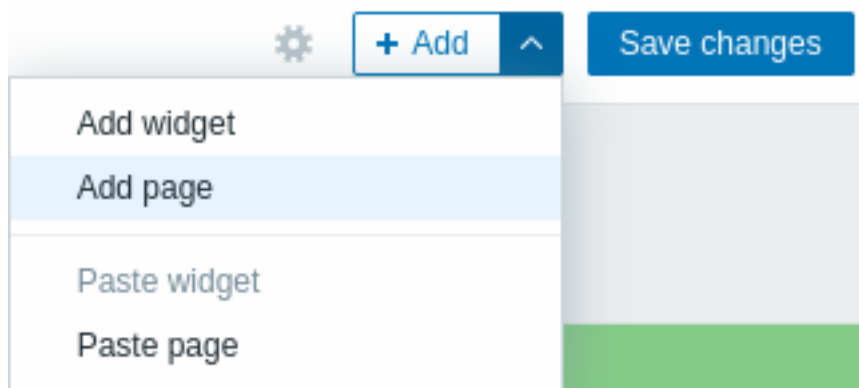 + Add
Save changes
Add widget
Add page
Paste widget
Paste page